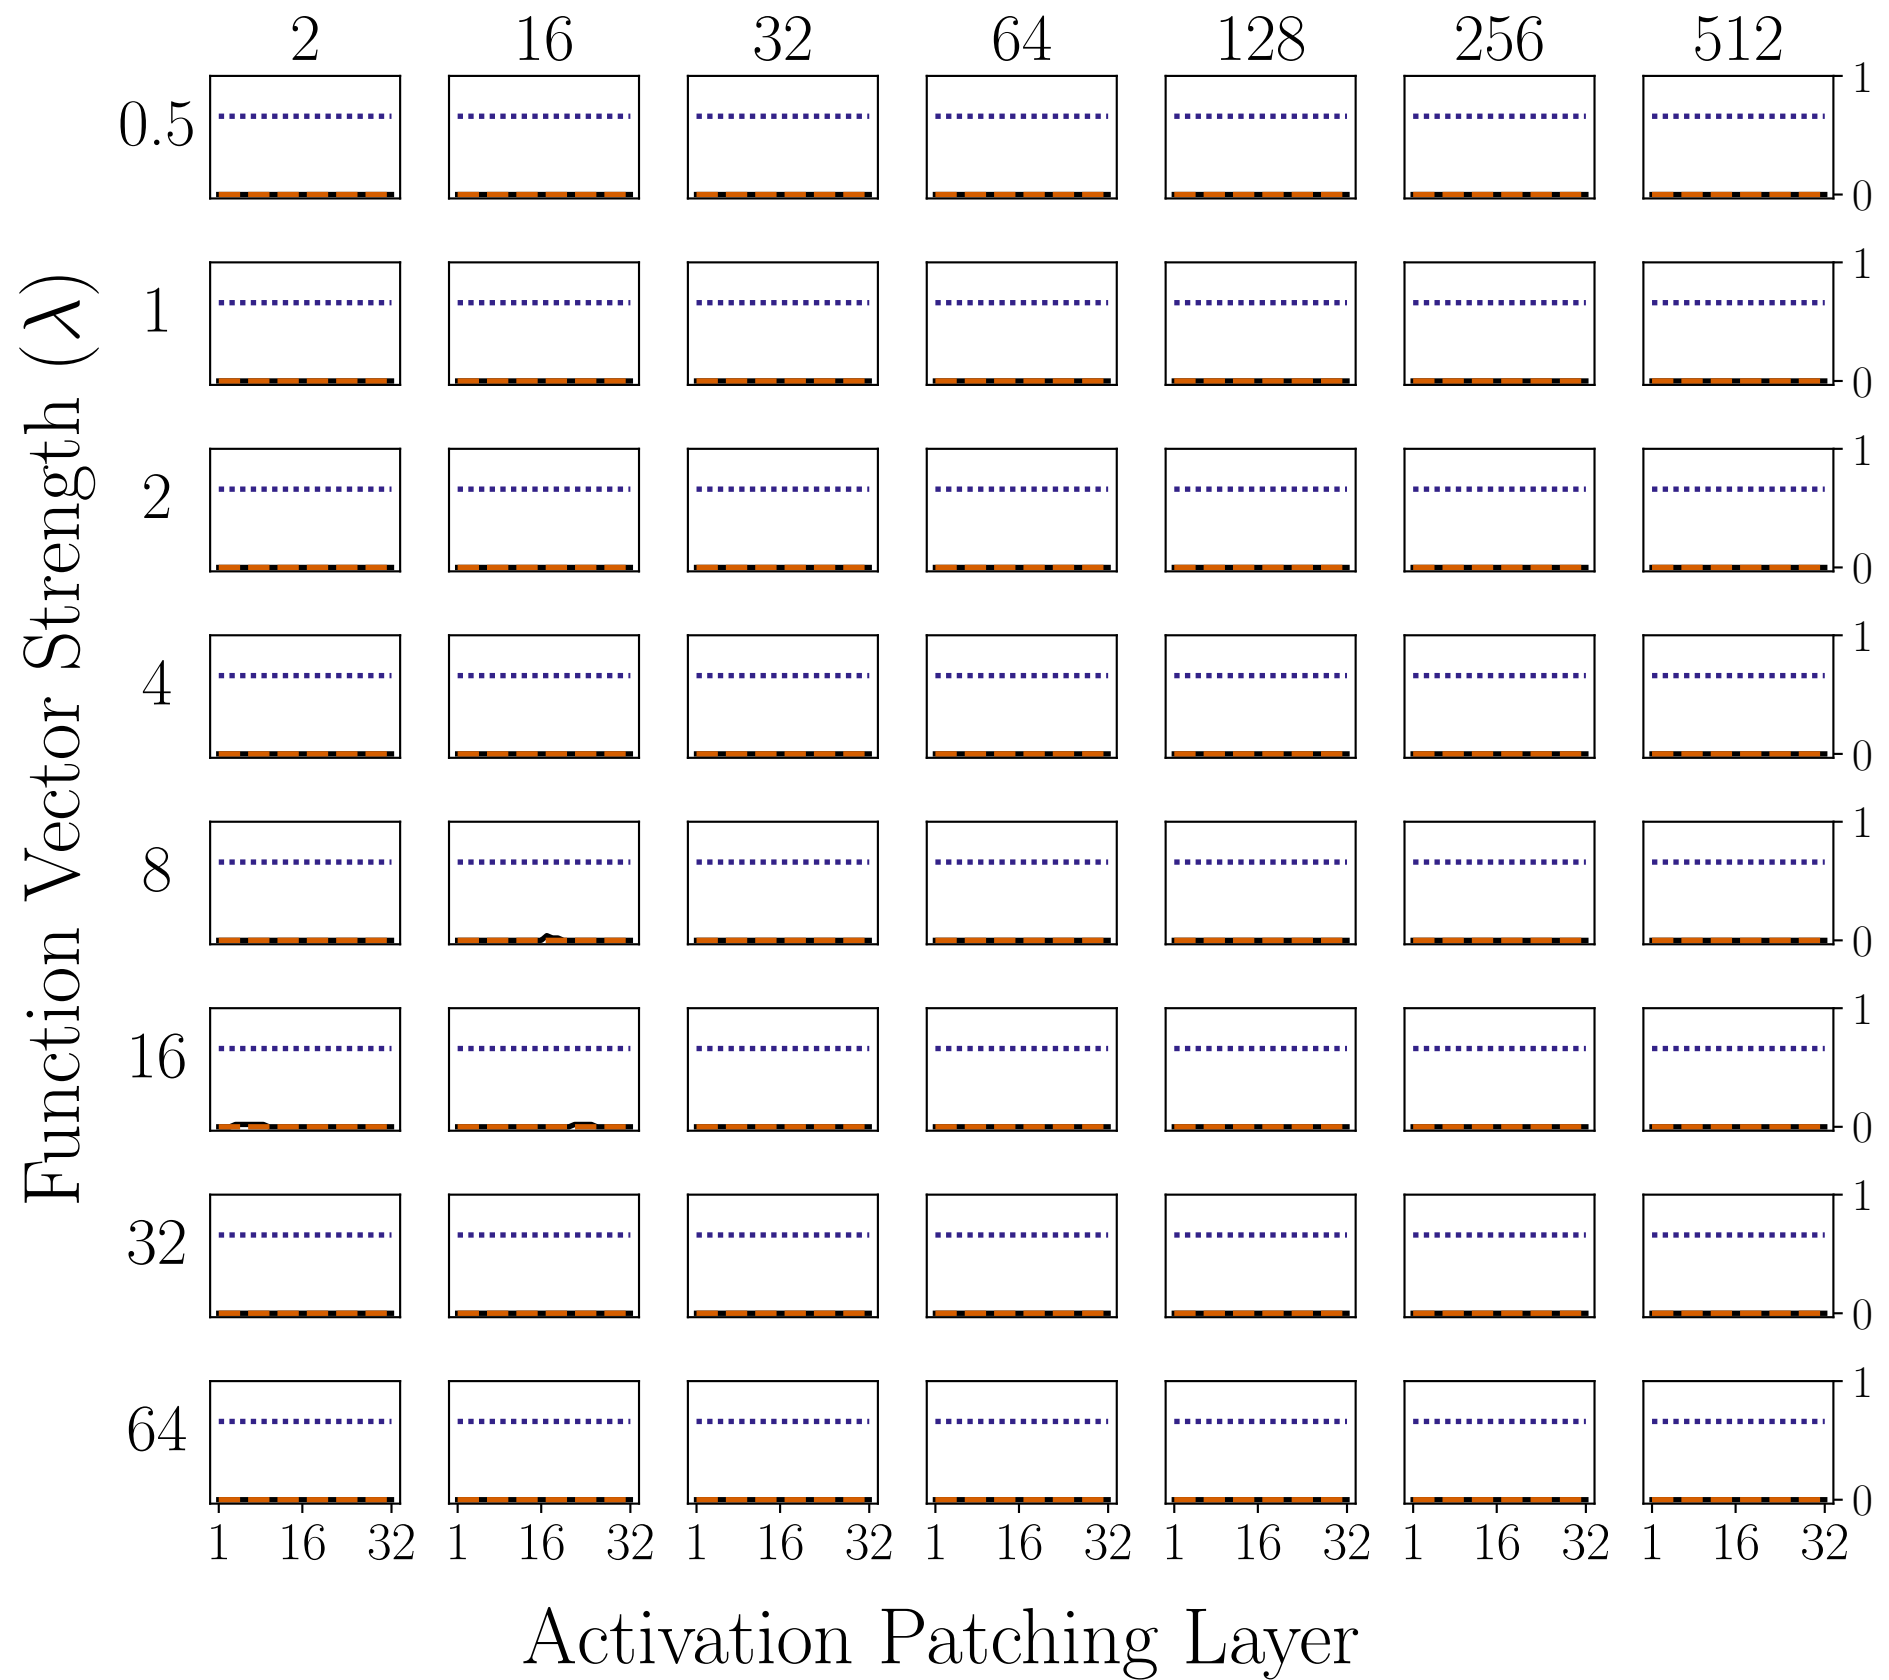 2 16 32 64 128 256 512
Function Vector Strength (λ)
0.5 1 0
1 1 0
2 1 0
4 1 0
8 1 0
16 1 0
32 1 0
64 1 0
1 16 32 1 16 32 1 16 32 1 16 32 1 16 32 1 16 32 1 16 32
Activation Patching Layer